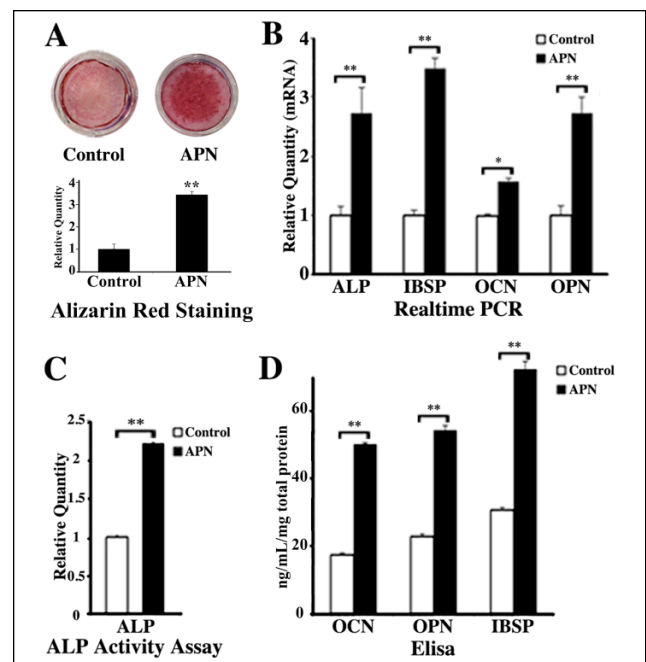 A
Control
APN
Relative Quantity
4
3
2
1
0
**
Control
APN
Alizarin Red Staining
B
Control
APN
Relative Quantity (mRNA)
4
3
2
1
0
**
**
*
**
ALP
IBSP
OCN
OPN
Realtime PCR
C
Control
APN
Relative Quantity
2.5
2
1.5
1
0.5
0
**
ALP
ALP Activity Assay
D
Control
APN
ng/mL/mg total protein
60
40
20
0
**
**
**
OCN
OPN
IBSP
Elisa